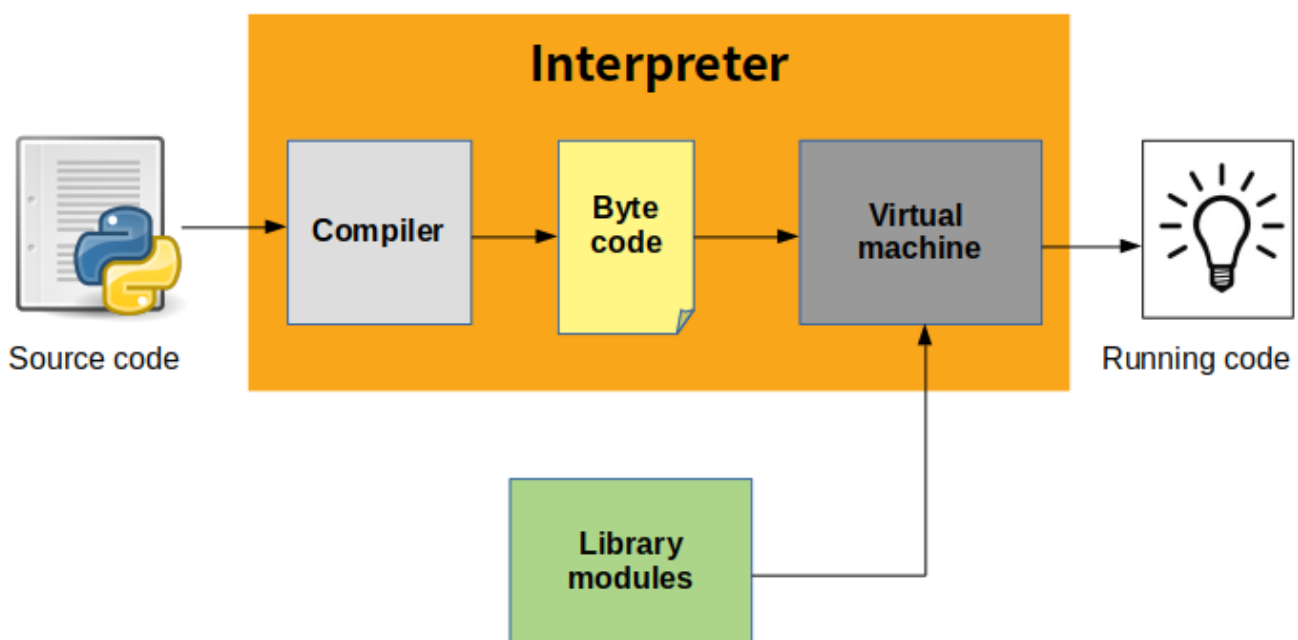 Interpreter
Compiler
Byte
code
Virtual
machine
Source code
Running code
Library
modules